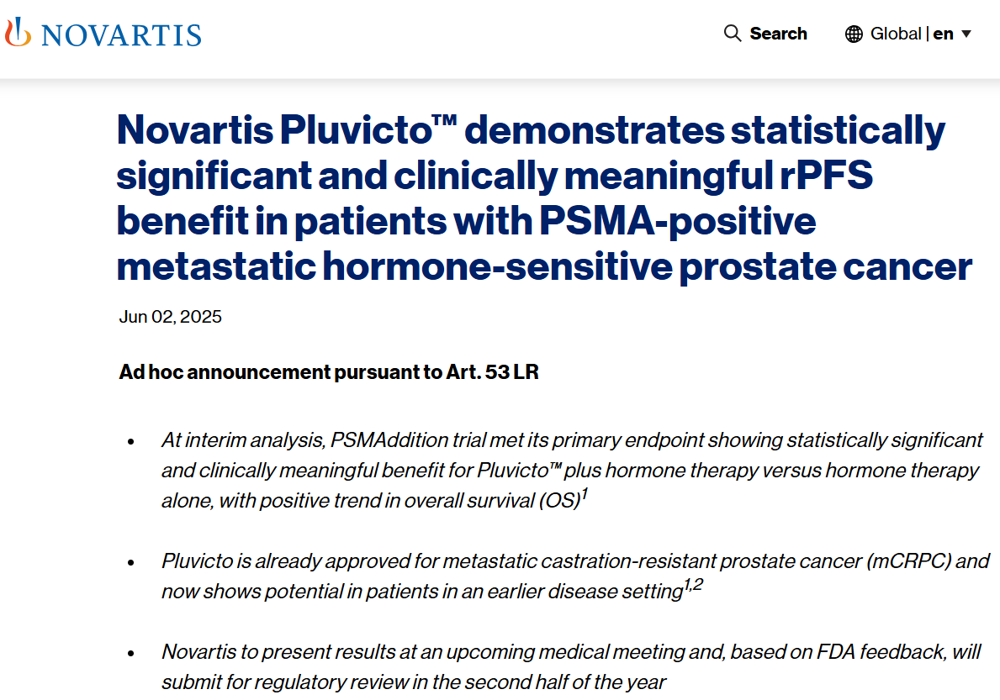 NOVARTIS
Search
Global | en
Novartis Pluvicto™ demonstrates statistically
significant and clinically meaningful rPFS
benefit in patients with PSMA-positive
metastatic hormone-sensitive prostate cancer
Jun 02, 2025
Ad hoc announcement pursuant to Art. 53 LR
• At interim analysis, PSMAddition trial met its primary endpoint showing statistically significant
and clinically meaningful benefit for Pluvicto™ plus hormone therapy versus hormone therapy
alone, with positive trend in overall survival (OS)1
• Pluvicto is already approved for metastatic castration-resistant prostate cancer (mCRPC) and
now shows potential in patients in an earlier disease setting1,2
• Novartis to present results at an upcoming medical meeting and, based on FDA feedback, will
submit for regulatory review in the second half of the year